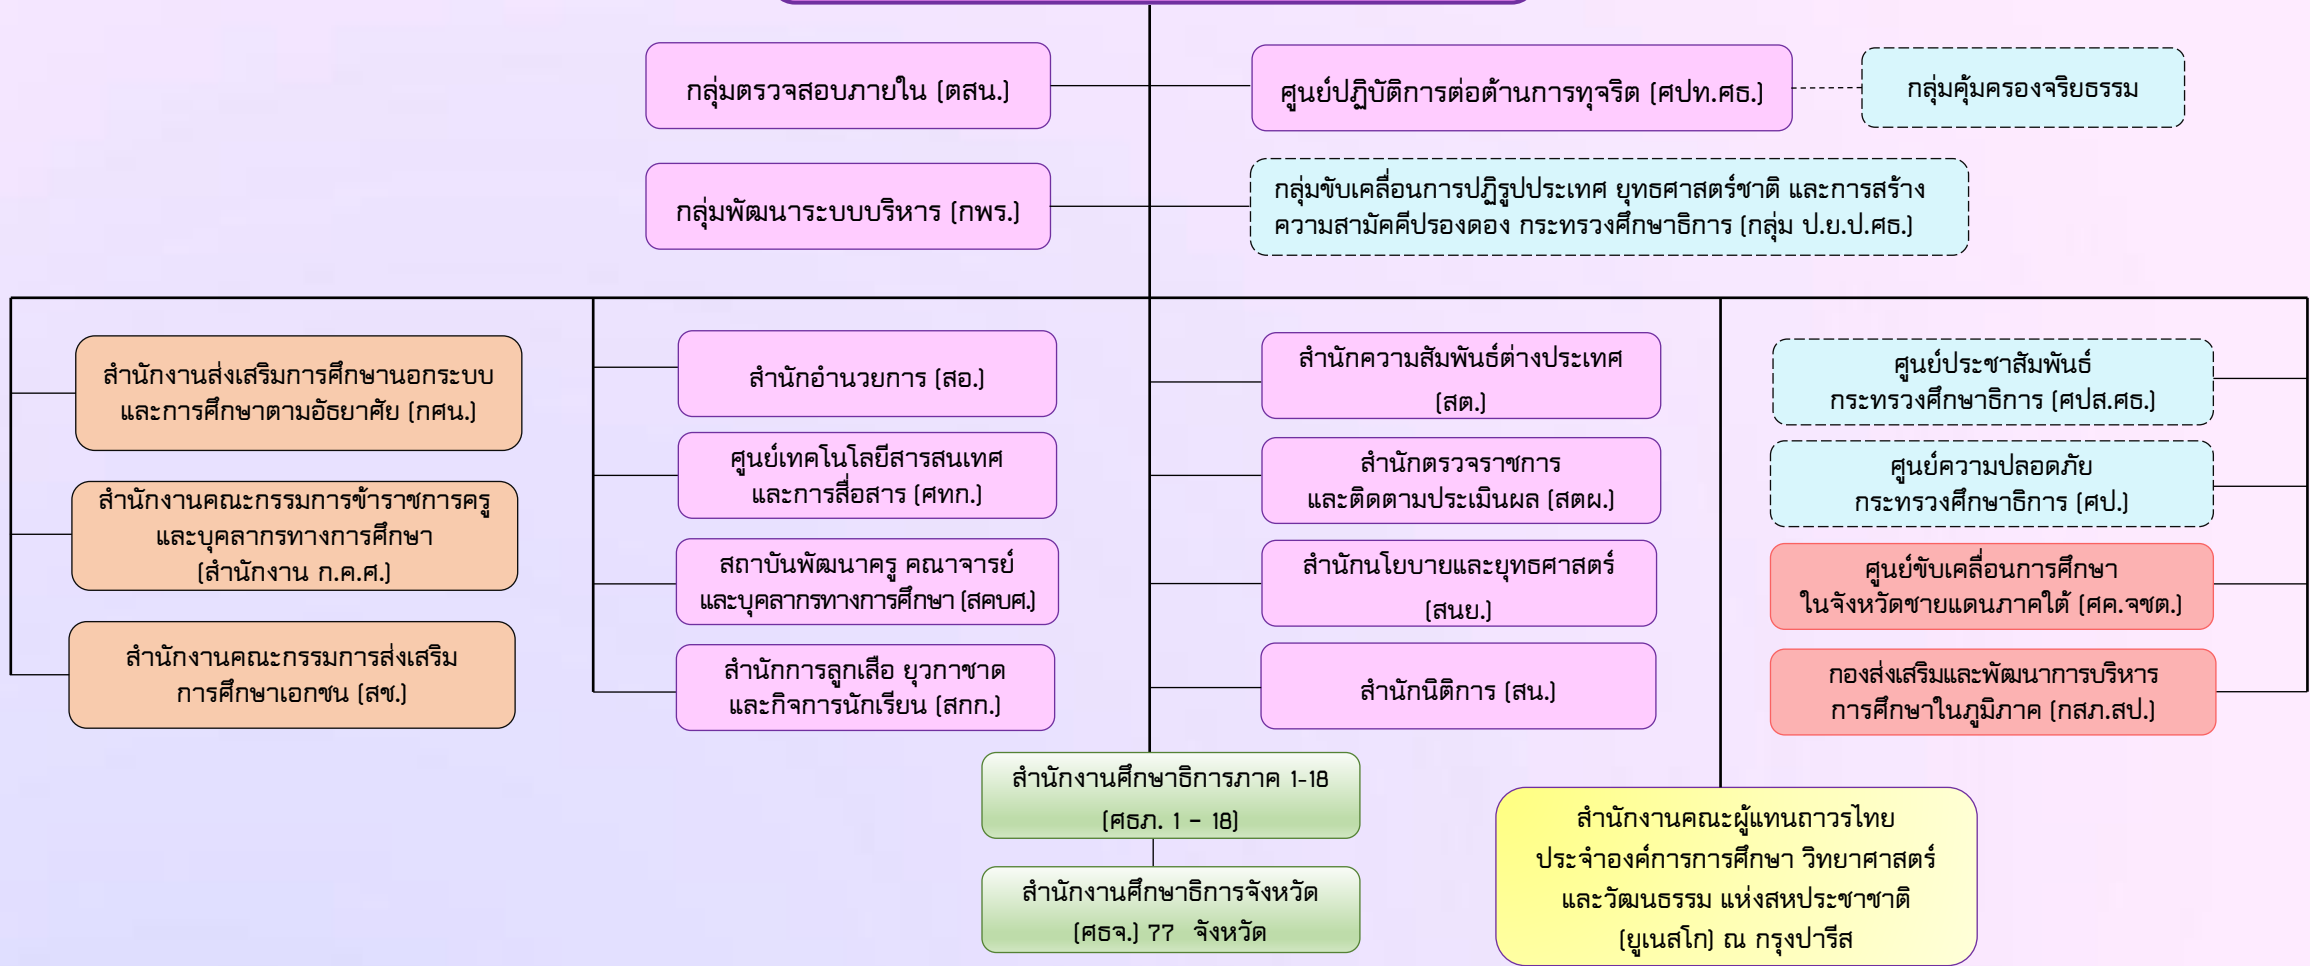 กลุ่มตรวจสอบภายใน (ตสน.)
ศูนย์ปฏิบัติการต่อต้านการทุจริต (ศปท.ศธ.)
กลุ่มคุ้มครองจริยธรรม
กลุ่มพัฒนาระบบบริหาร (กพร.)
กลุ่มขับเคลื่อนการปฏิรูปประเทศ ยุทธศาสตร์ชาติ และการสร้าง
ความสามัคคีปรองดอง กระทรวงศึกษาธิการ (กลุ่ม ป.ย.ป.ศธ.)
สำนักงานส่งเสริมการศึกษานอกระบบ
และการศึกษาตามอัธยาศัย (กศน.)
สำนักงานคณะกรรมการข้าราชการครู
และบุคลากรทางการศึกษา
(สำนักงาน ก.ค.ศ.)
สำนักงานคณะกรรมการส่งเสริม
การศึกษาเอกชน (สช.)
สำนักอำนวยการ (สอ.)
ศูนย์เทคโนโลยีสารสนเทศ
และการสื่อสาร (ศทก.)
สถาบันพัฒนาครู คณาจารย์
และบุคลากรทางการศึกษา (สคบศ.)
สำนักการลูกเสือ ยุวกาชาด
และกิจการนักเรียน (สกก.)
สำนักความสัมพันธ์ต่างประเทศ
(สต.)
สำนักตรวจราชการ
และติดตามประเมินผล (สตผ.)
สำนักนโยบายและยุทธศาสตร์
(สนย.)
สำนักนิติการ (สน.)
ศูนย์ประชาสัมพันธ์
กระทรวงศึกษาธิการ (ศปส.ศธ.)
ศูนย์ความปลอดภัย
กระทรวงศึกษาธิการ (ศป.)
ศูนย์ขับเคลื่อนการศึกษา
ในจังหวัดชายแดนภาคใต้ (ศค.จชต.)
กองส่งเสริมและพัฒนาการบริหาร
การศึกษาในภูมิภาค (กสภ.สป.)
สำนักงานศึกษาธิการภาค 1-18
(ศธภ. 1 – 18)
สำนักงานศึกษาธิการจังหวัด
(ศธจ.) 77 จังหวัด
สำนักงานคณะผู้แทนถาวรไทย
ประจำองค์การการศึกษา วิทยาศาสตร์
และวัฒนธรรม แห่งสหประชาชาติ
(ยูเนสโก) ณ กรุงปารีส